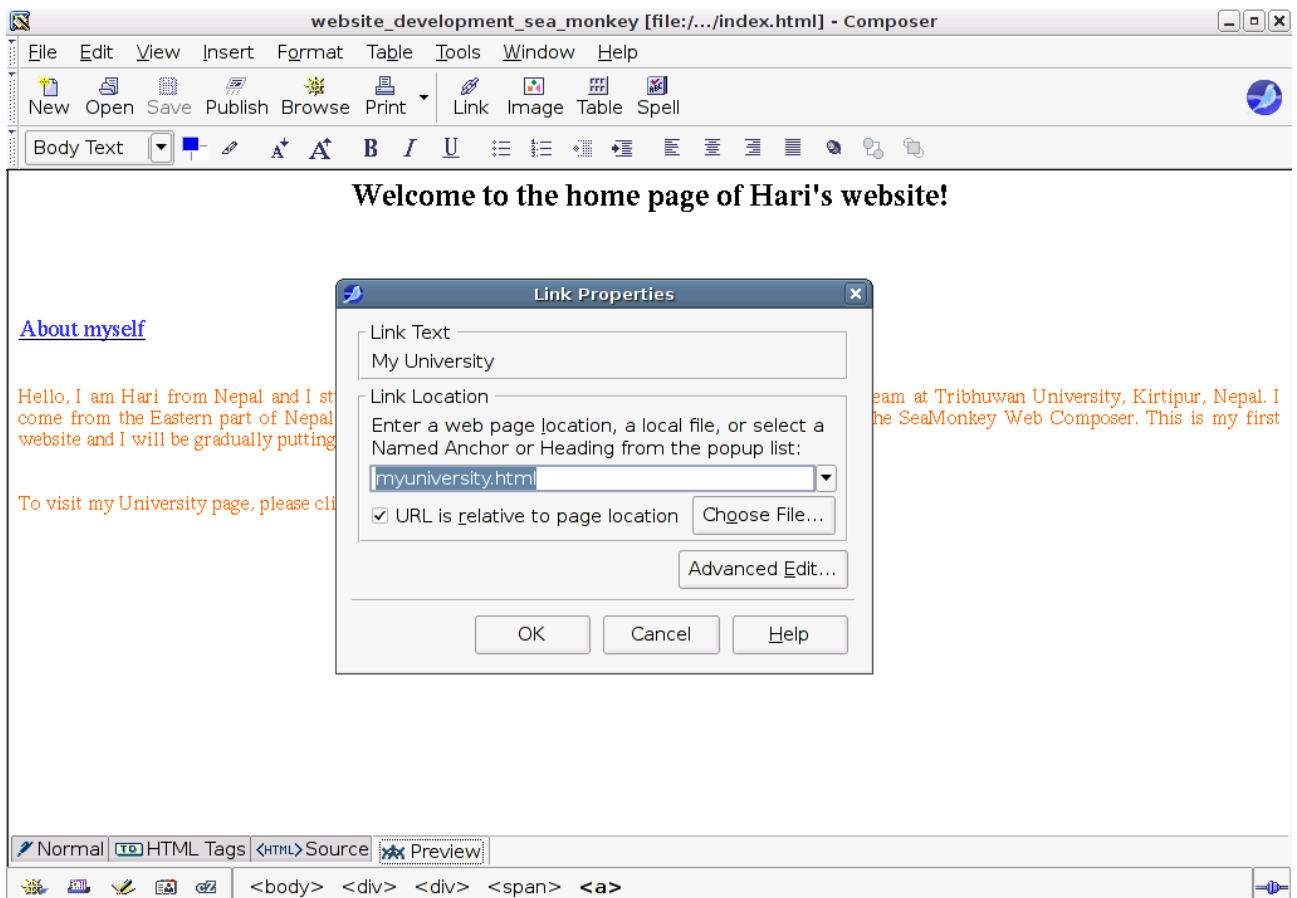 website_development_sea_monkey [file:/.../index.html] - Composer
File Edit View Insert Format Table Tools Window Help
New Open Save Publish Browse Print Link Image Table Spell
Body Text
Welcome to the home page of Hari's website!
Link Properties
About myself
Link Text
My University
Hello, I am Hari from Nepal and I st
eam at Tribhuwan University, Kirtipur, Nepal. I
come from the Eastern part of Nepal
he SeaMonkey Web Composer. This is my first
website and I will be gradually putting
Link Location
Enter a web page location, a local file, or select a
Named Anchor or Heading from the popup list:
myuniversity.html
To visit my University page, please cli
URL is relative to page location Choose File...
Advanced Edit...
OK Cancel Help
Normal TD HTML Tags <HTML> Source Preview
<body> <div> <div> <span> <a>